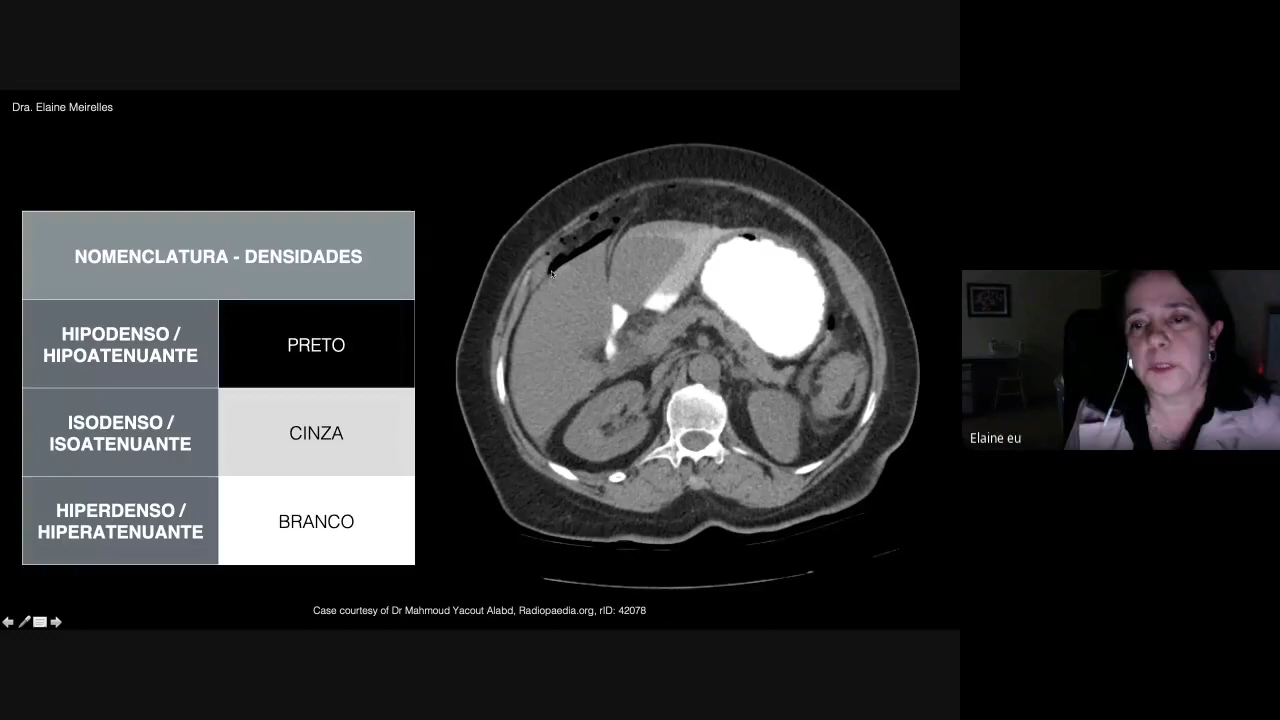 Dra. Elaine Meirelles
NOMENCLATURA - DENSIDADES
HIPODENSO /
HIPOATENUANTE
PRETO
ISODENSO /
ISOATENUANTE
CINZA
HIPERDENSO /
HIPERATENUANTE
BRANCO
Case courtesy of Dr Mahmoud Yacout Alabd, Radiopaedia.org, rID: 42078
Elaine eu